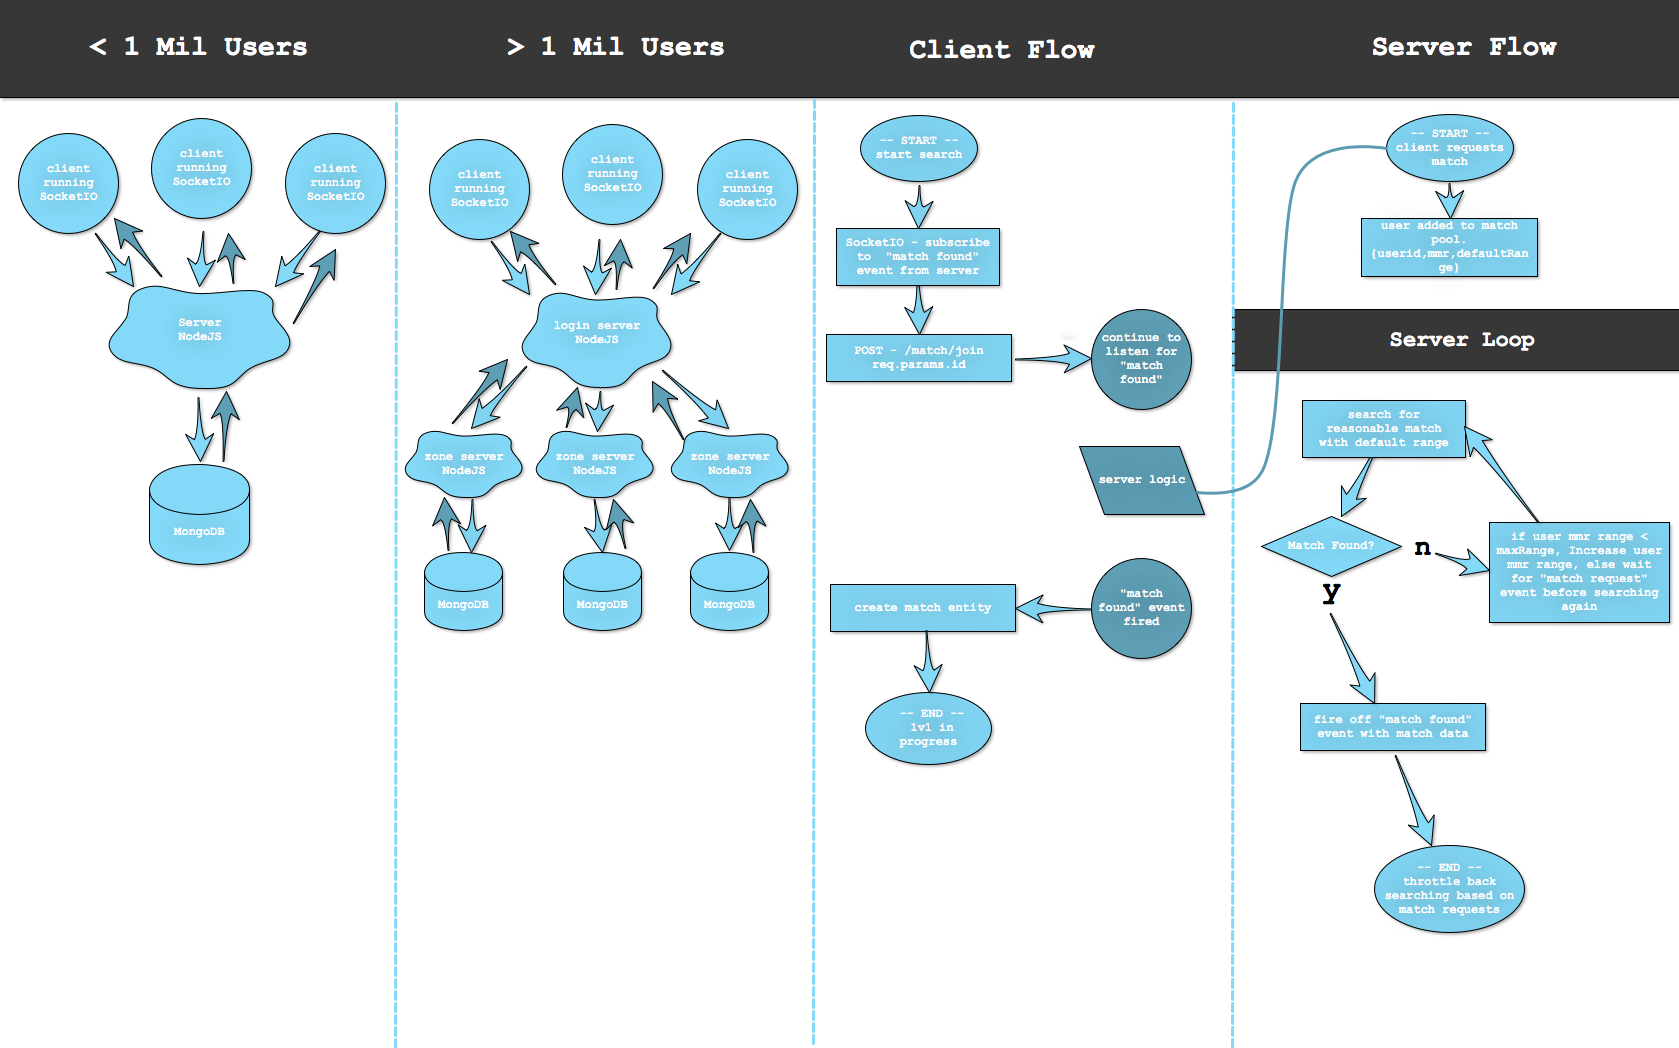 < 1 Mil Users
> 1 Mil Users
Client Flow
Server Flow
client
running
SocketIO
client
running
SocketIO
client
running
SocketIO
Server
NodeJS
MongoDB
client
running
SocketIO
client
running
SocketIO
client
running
SocketIO
login server
NodeJS
zone server
NodeJS
zone server
NodeJS
zone server
NodeJS
MongoDB
MongoDB
MongoDB
-- START --
start search
SocketIO - subscribe
to "match found"
event from server
POST - /match/join
req.params.id
continue to
listen for
"match
found"
server logic
"match
found" event
fired
create match entity
-- END --
1v1 in
progress
-- START --
client requests
match
user added to match
pool.
{userid,mmr,defaultRan
ge}
Server Loop
search for
reasonable match
with default range
Match Found?
n
y
if user mmr range <
maxRange, Increase user
mmr range, else wait
for "match request"
event before searching
again
fire off "match found"
event with match data
-- END --
throttle back
searching based on
match requests